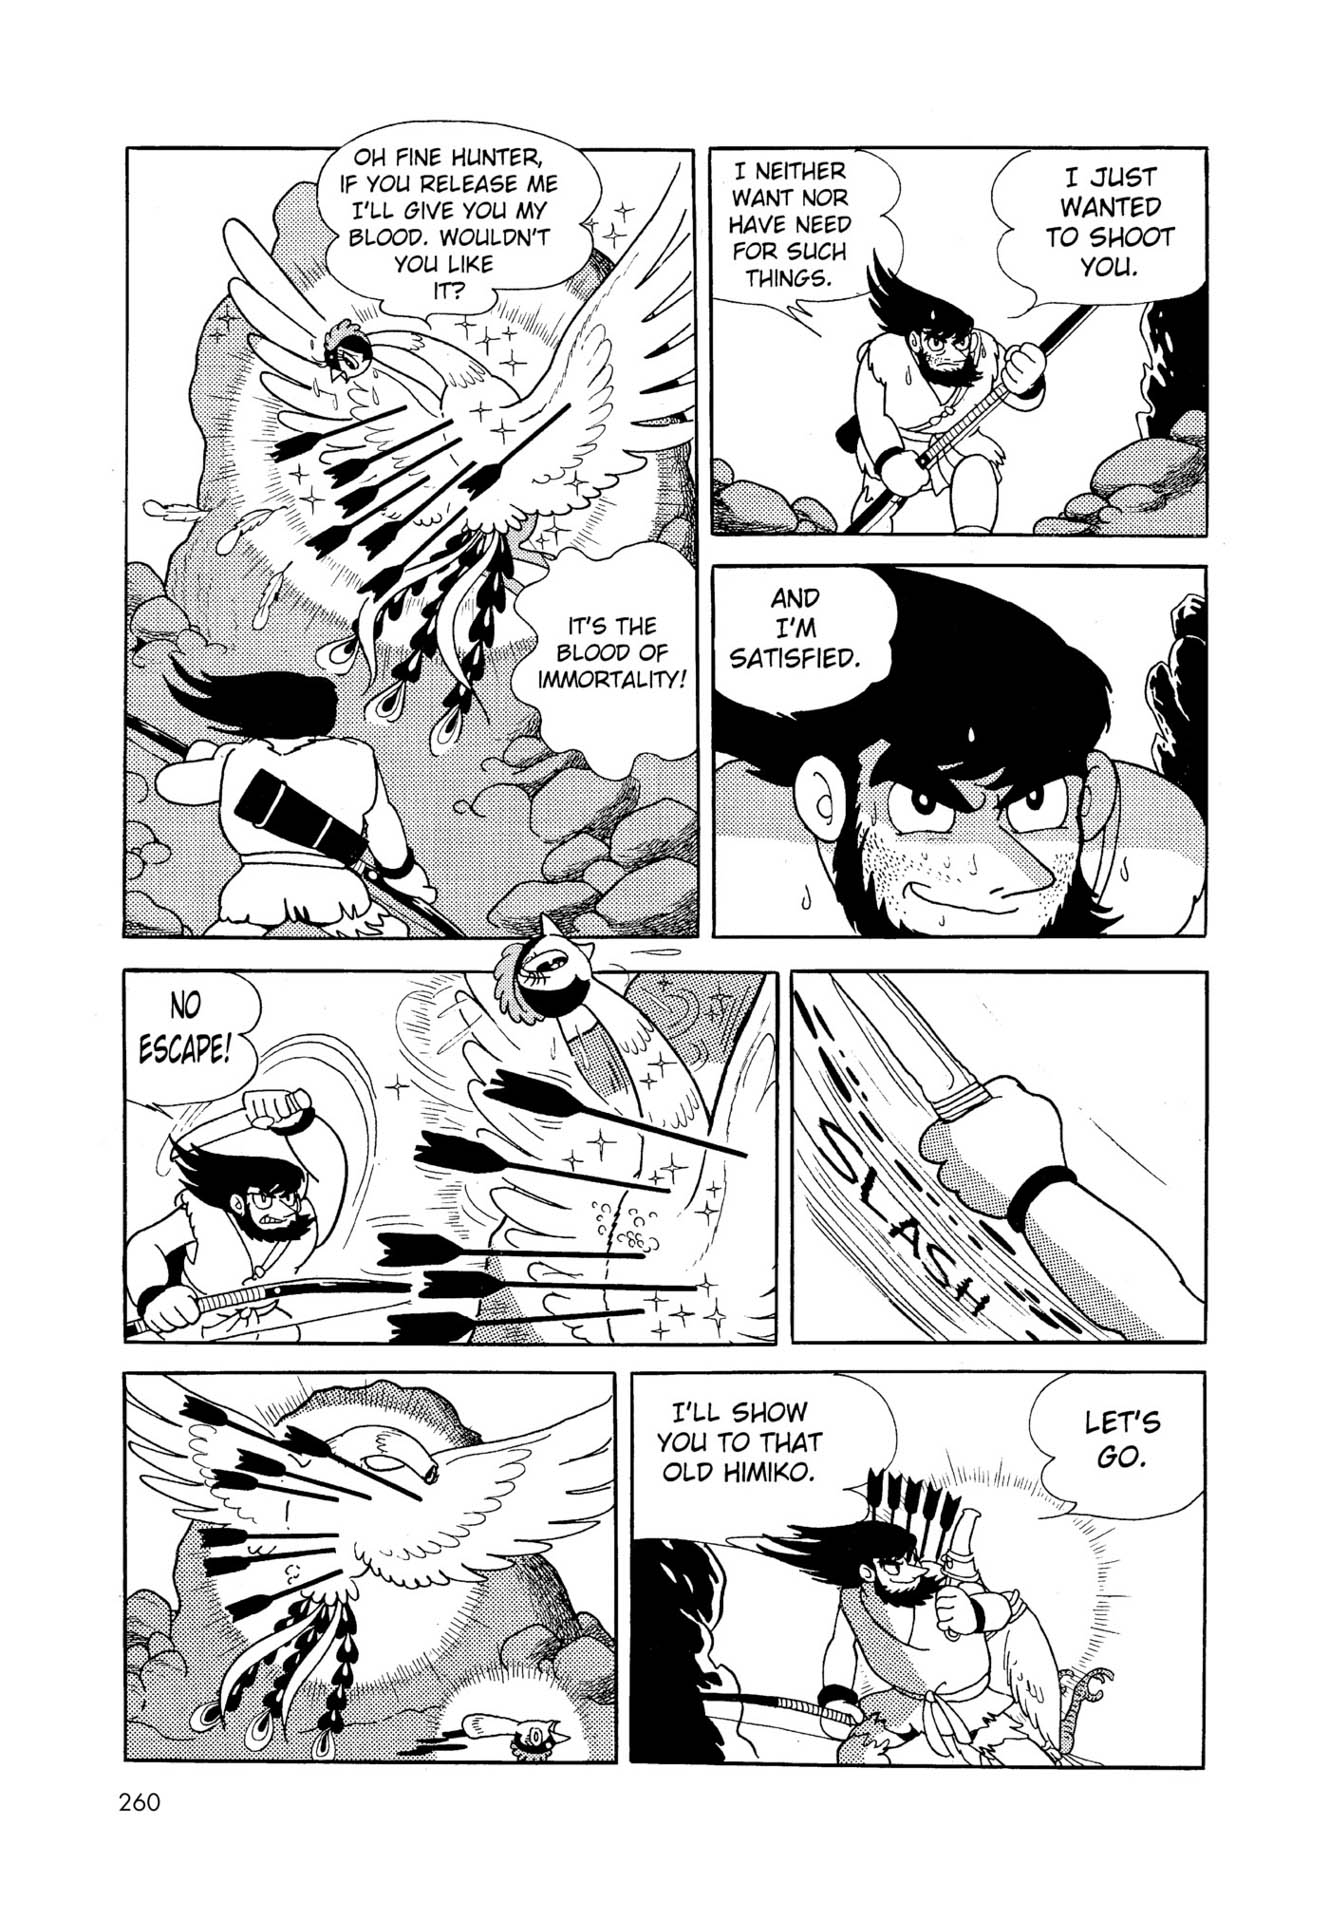 OH FINE HUNTER,
IF YOU RELEASE ME
I'LL GIVE YOU MY
BLOOD. WOULDN'T
YOU LIKE
IT?
IT'S THE
BLOOD OF
IMMORTALITY!
I NEITHER
WANT NOR
HAVE NEED
FOR SUCH
THINGS.
I JUST
WANTED
TO SHOOT
YOU.
AND
I'M
SATISFIED.
NO
ESCAPE!
SLASH
I'LL SHOW
YOU TO THAT
OLD HIMIKO.
LET'S
GO.
260